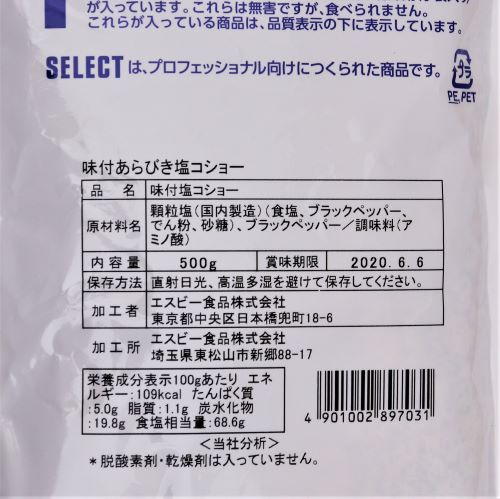 が入っています。これらは無害ですが、食べられません。
これらが入っている商品は、品質表示の下に表示しています。
SELECTは、プロフェッショナル向けにつくられた商品です。
プラ
PE, PET
味付あらびき塩コショー
品名 味付塩コショー
原材料名 顆粒塩(国内製造)(食塩、ブラックペッパー、
でん粉、砂糖)、ブラックペッパー/調味料(ア
ミノ酸)
内容量 500g 賞味期限 2020.6.6
保存方法 直射日光、高温多湿を避けて保存してください。
加工者 エスビー食品株式会社
東京都中央区日本橋兜町18-6
加工所 エスビー食品株式会社
埼玉県東松山市新郷88-17
栄養成分表示100gあたり エネ
ルギー:109kcal たんぱく質
:5.0g 脂質:1.1g 炭水化物
:19.8g 食塩相当量:68.6g
4 901002 897031
<当社分析>
*脱酸素剤・乾燥剤は入っていません。